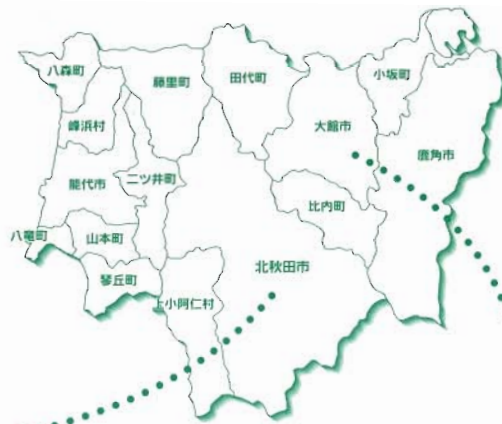 八森町
藤里町
田代町
小坂町
峰浜村
大館市
鹿角市
能代市
二ツ井町
比内町
八竜町
山本町
北秋田市
琴丘町
上小阿仁村